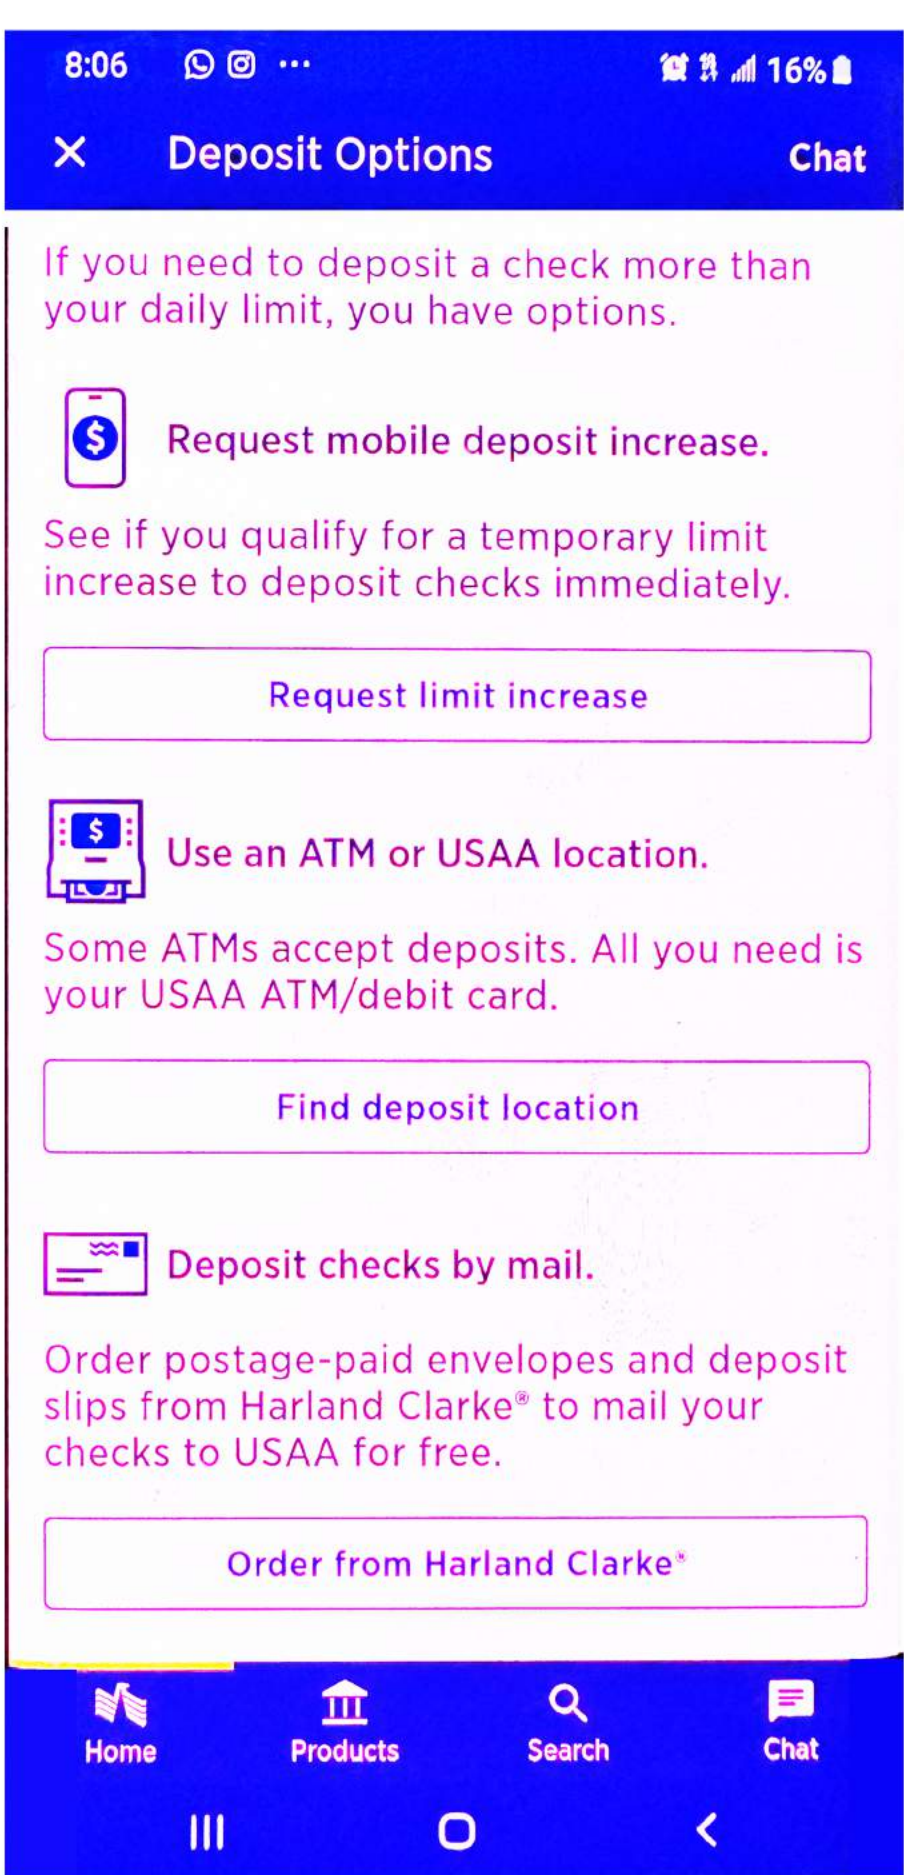 8:06 16%
Deposit Options Chat
If you need to deposit a check more than
your daily limit, you have options.
$ Request mobile deposit increase.
See if you qualify for a temporary limit
increase to deposit checks immediately.
Request limit increase
$ Use an ATM or USAA location.
Some ATMs accept deposits. All you need is
your USAA ATM/debit card.
Find deposit location
Deposit checks by mail.
Order postage-paid envelopes and deposit
slips from Harland Clarke® to mail your
checks to USAA for free.
Order from Harland Clarke®
Home Products Search Chat